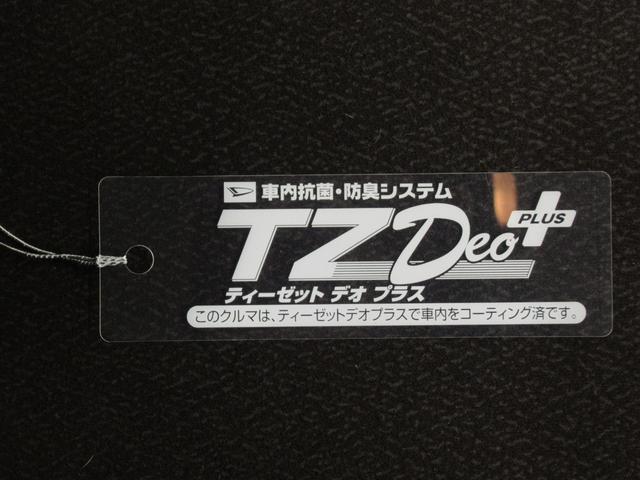 車内抗菌・防臭システム
TZ Deo PLUS
ティーゼット デオ プラス
このクルマは、ティーゼットデオプラスで車内をコーティング済です。